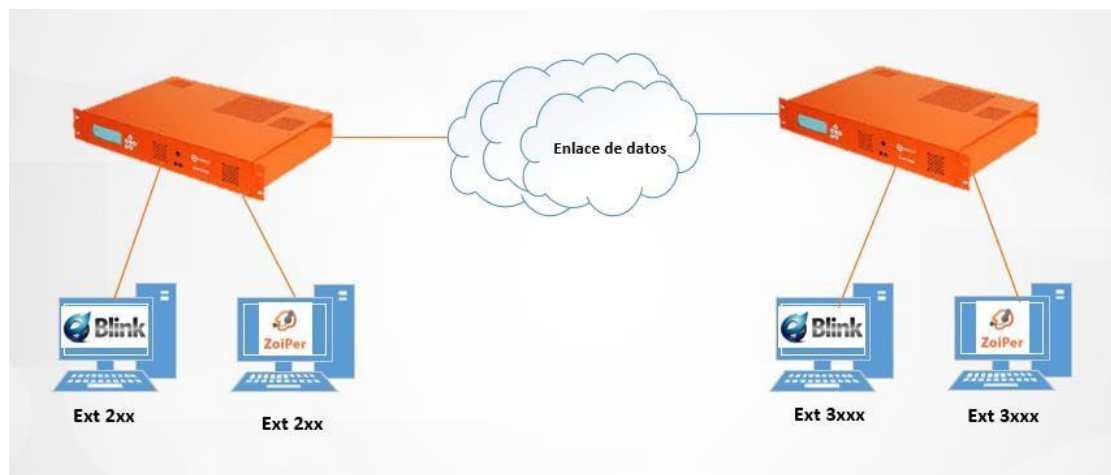 Enlace de datos
Blink
ZoiPer
Blink
ZoiPer
Ext 2xx
Ext 2xx
Ext 3xxx
Ext 3xxx